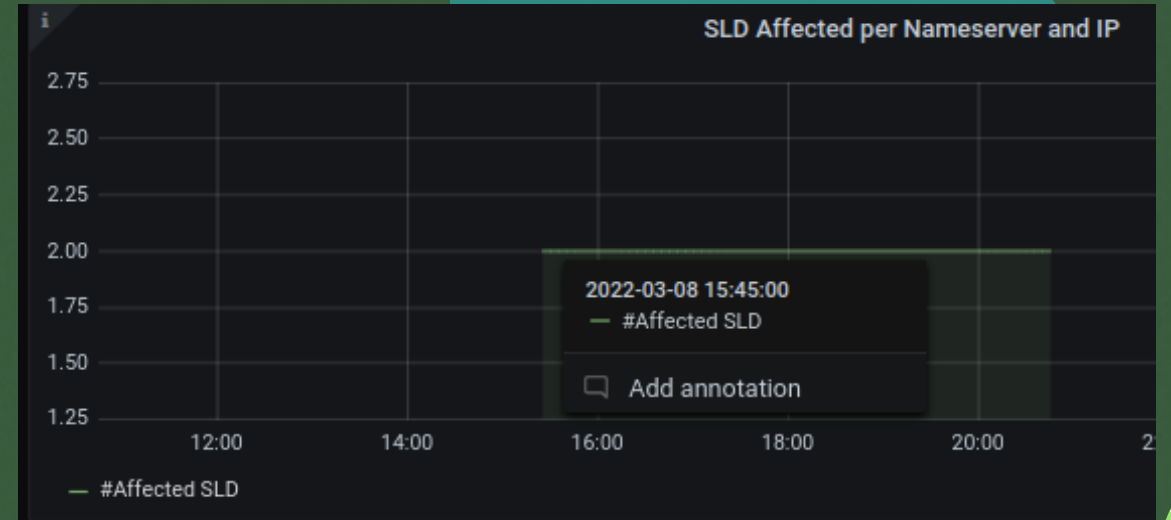 i
SLD Affected per Nameserver and IP
2.75
2.50
2.25
2.00
1.75
1.50
1.25
2022-03-08 15:45:00
#Affected SLD
Add annotation
12:00 14:00 16:00 18:00 20:00
#Affected SLD